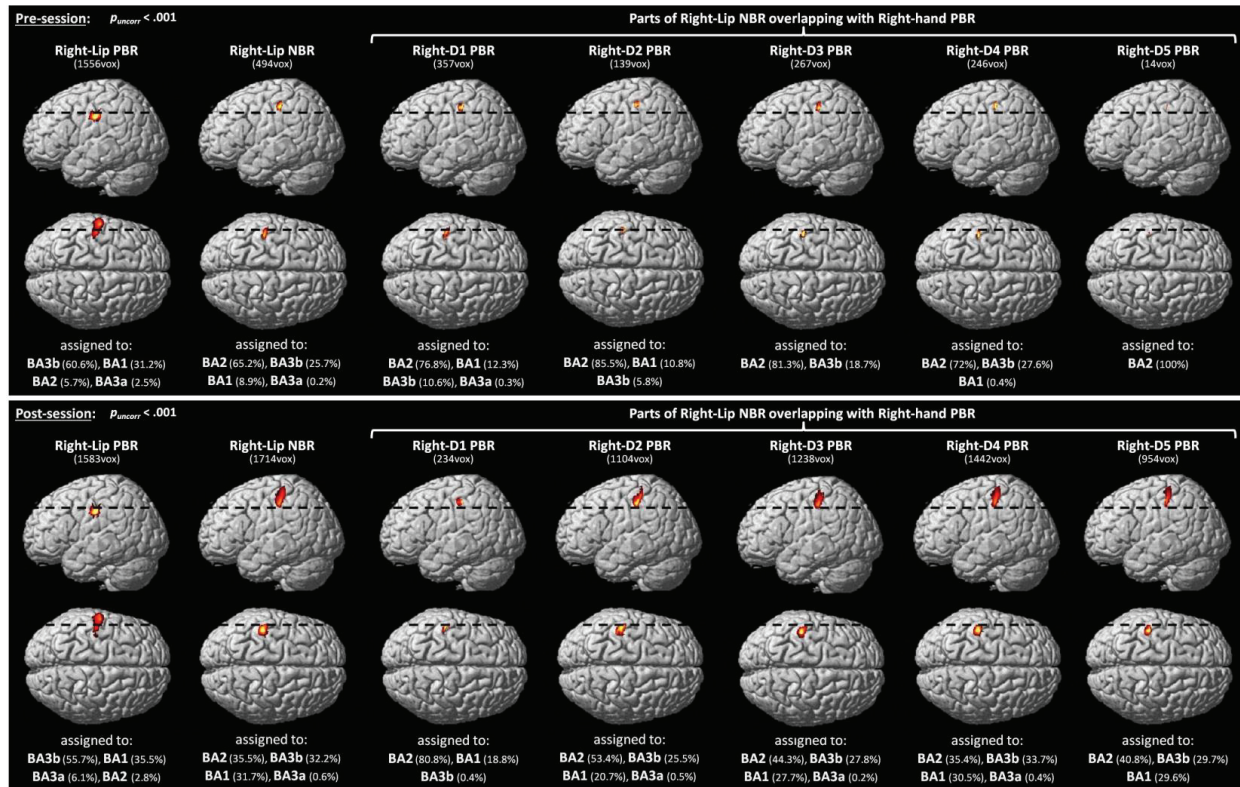 Pre-session: p_uncorr < .001 Parts of Right-Lip NBR overlapping with Right-hand PBR
Right-Lip PBR Right-Lip NBR Right-D1 PBR Right-D2 PBR Right-D3 PBR Right-D4 PBR Right-D5 PBR
(1556vox) (494vox) (357vox) (139vox) (267vox) (246vox) (14vox)
assigned to: assigned to: assigned to: assigned to: assigned to: assigned to: assigned to:
BA3b (60.6%), BA1 (31.2%) BA2 (65.2%), BA3b (25.7%) BA2 (76.8%), BA1 (12.3%) BA2 (85.5%), BA1 (10.8%) BA2 (81.3%), BA3b (18.7%) BA2 (72%), BA3b (27.6%) BA2 (100%)
BA2 (5.7%), BA3a (2.5%) BA1 (8.9%), BA3a (0.2%) BA3b (10.6%), BA3a (0.3%) BA3b (5.8%) BA1 (0.4%)
Post-session: p_uncorr < .001 Parts of Right-Lip NBR overlapping with Right-hand PBR
Right-Lip PBR Right-Lip NBR Right-D1 PBR Right-D2 PBR Right-D3 PBR Right-D4 PBR Right-D5 PBR
(1583vox) (1714vox) (234vox) (1104vox) (1238vox) (1442vox) (954vox)
assigned to: assigned to: assigned to: assigned to: assigned to: assigned to: assigned to:
BA3b (55.7%), BA1 (35.5%) BA2 (35.5%), BA3b (32.2%) BA2 (80.8%), BA1 (18.8%) BA2 (53.4%), BA3b (25.5%) BA2 (44.3%), BA3b (27.8%) BA2 (35.4%), BA3b (33.7%) BA2 (40.8%), BA3b (29.7%)
BA3a (6.1%), BA2 (2.8%) BA1 (31.7%), BA3a (0.6%) BA3b (0.4%) BA1 (20.7%), BA3a (0.5%) BA1 (27.7%), BA3a (0.2%) BA1 (30.5%), BA3a (0.4%) BA1 (29.6%)